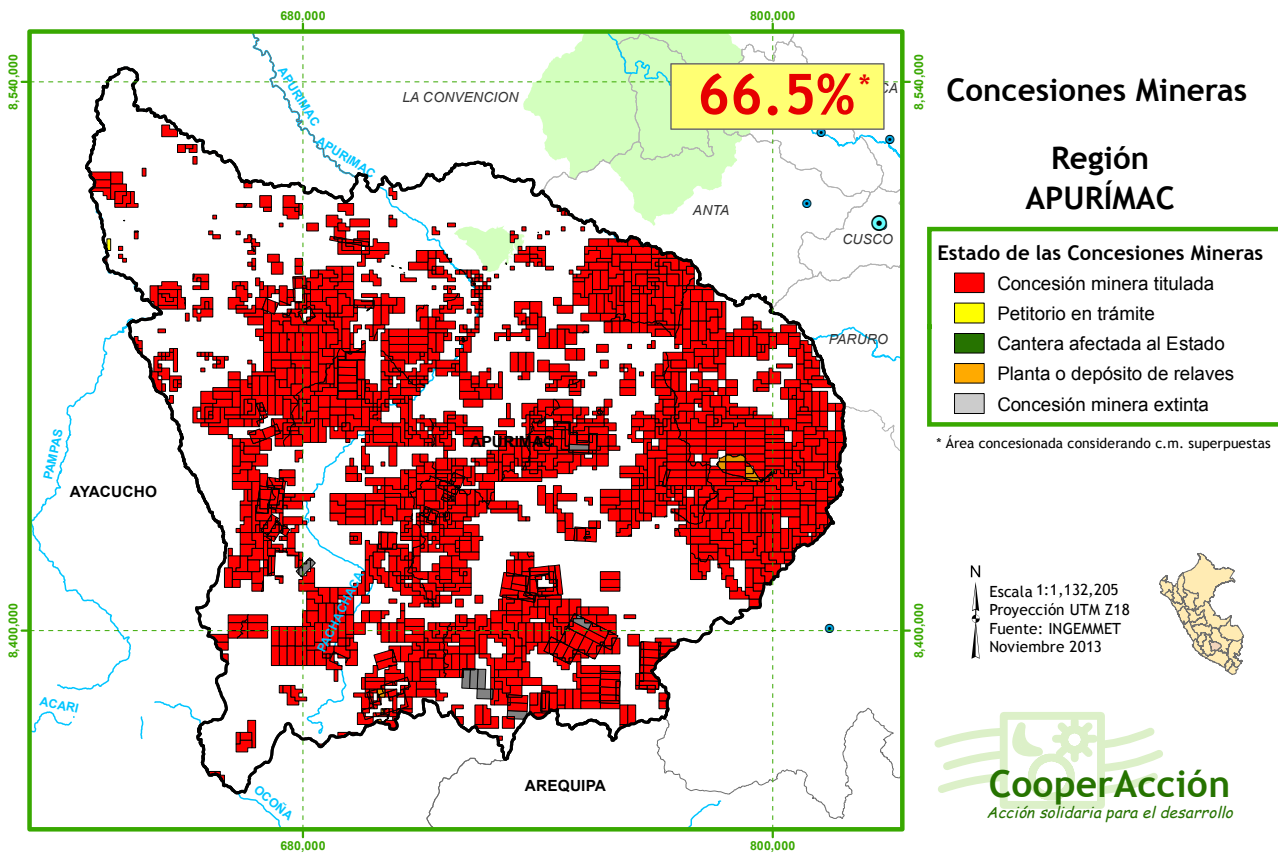 680,000
800,000
8,540,000
8,540,000
66.5%*
LA CONVENCION
APURIMAC
APURIMAC
ANTA
CUSCO
PARURO
PAMPAS
AYACUCHO
APURIMAC
PACHACHACA
8,400,000
8,400,000
ACARI
OCOÑA
AREQUIPA
680,000
800,000
Concesiones Mineras
Región
APURÍMAC
Estado de las Concesiones Mineras
Concesión minera titulada
Petitorio en trámite
Cantera afectada al Estado
Planta o depósito de relaves
Concesión minera extinta
* Área concesionada considerando c.m. superpuestas
N
Escala 1:1,132,205
Proyección UTM Z18
Fuente: INGEMMET
Noviembre 2013
CooperAcción
Acción solidaria para el desarrollo